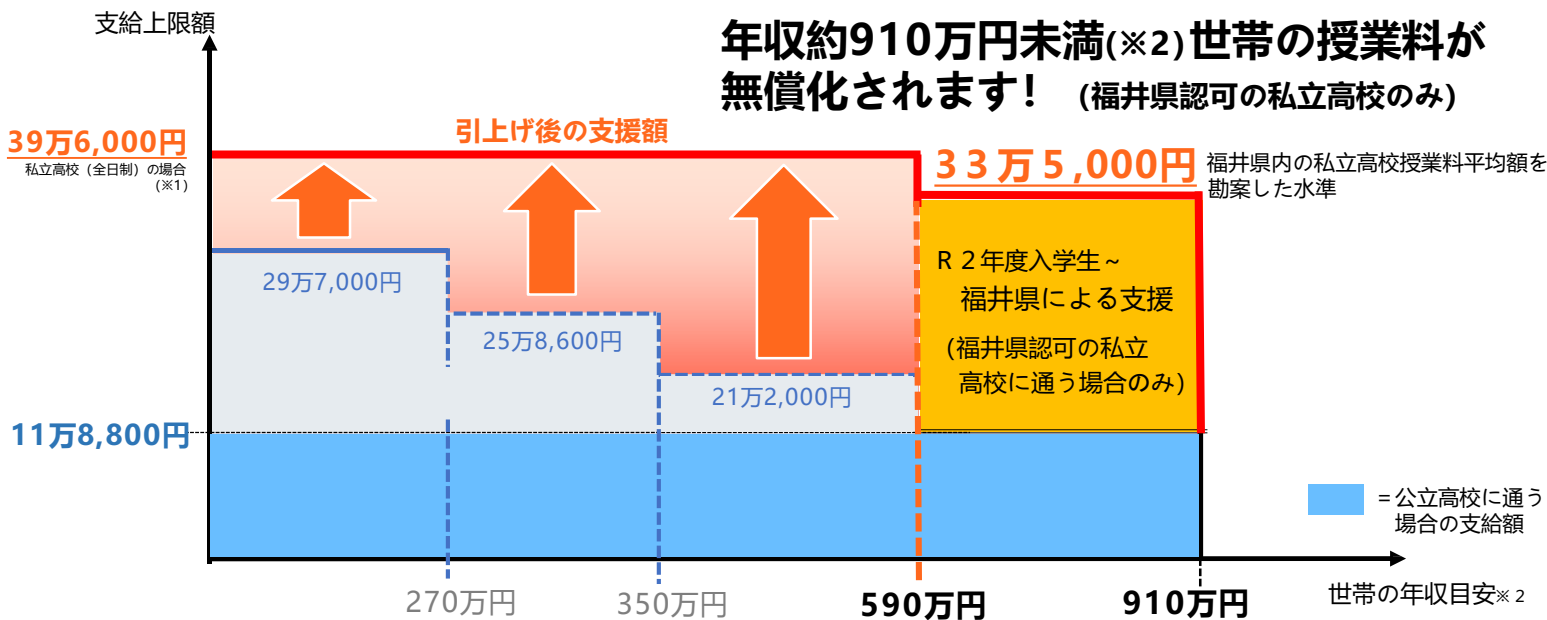 支給上限額
年収約910万円未満(※2)世帯の授業料が
無償化されます！ (福井県認可の私立高校のみ)
引上げ後の支援額
39万6,000円
私立高校（全日制）の場合
(※1)
３３万５,000円
福井県内の私立高校授業料平均額を
勘案した水準
29万7,000円
25万8,600円
21万2,000円
Ｒ２年度入学生～
福井県による支援
(福井県認可の私立
高校に通う場合のみ)
11万8,800円
＝公立高校に通う
場合の支給額
270万円
350万円
590万円
910万円
世帯の年収目安※２